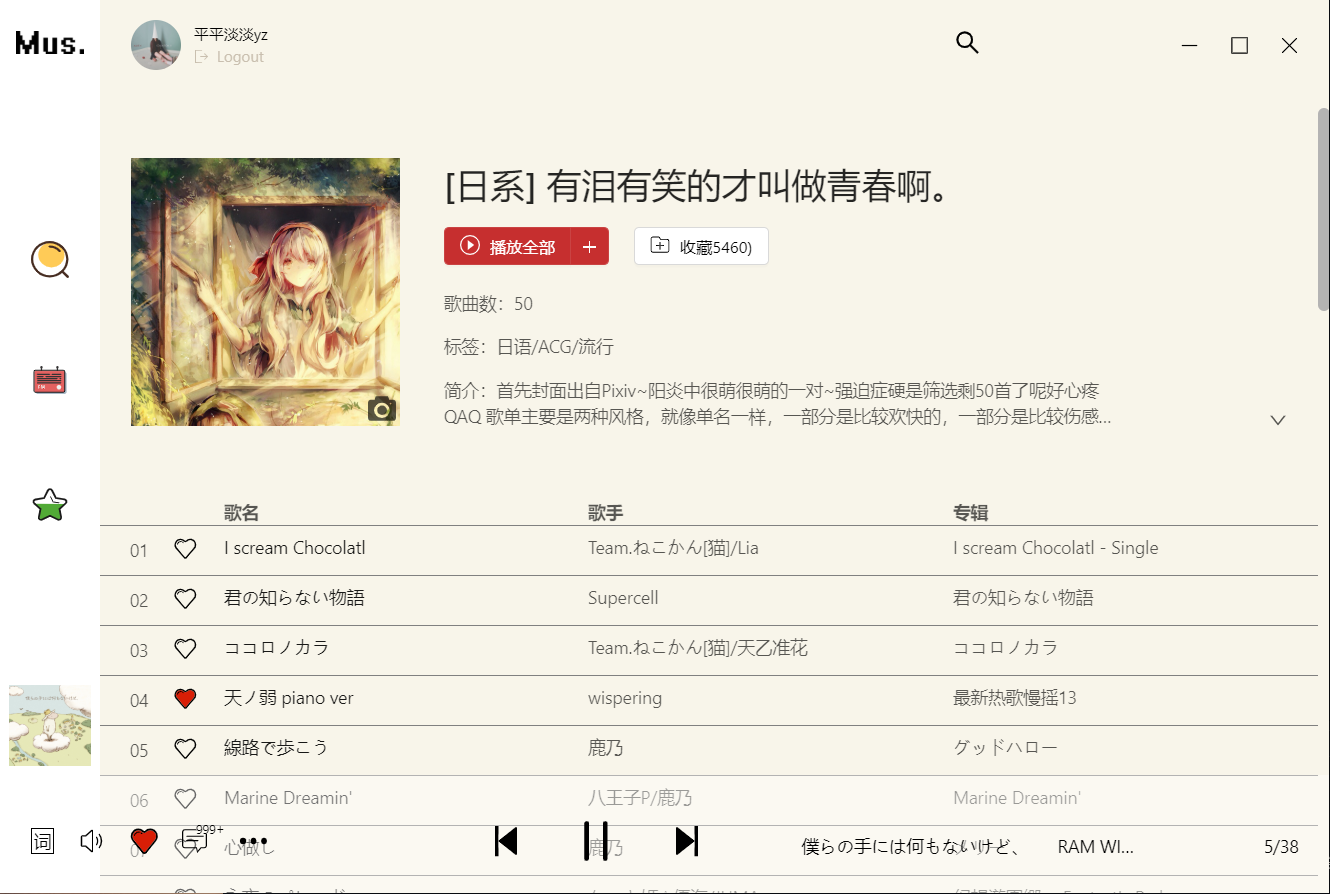 Mus.
平平淡淡yz
Logout
[日系] 有泪有笑的才叫做青春啊。
播放全部
收藏5460)
歌曲数：50
标签：日语/ACG/流行
简介：首先封面出自Pixiv~阳炎中很萌很萌的一对~强迫症硬是筛选剩50首了呢好心疼
QAQ 歌单主要是两种风格，就像单名一样，一部分是比较欢快的，一部分是比较伤感...
歌名 歌手 专辑
01 I scream Chocolatl Team.ねこかん[猫]/Lia I scream Chocolatl - Single
02 君の知らない物語 Supercell 君の知らない物語
03 ココロノカラ Team.ねこかん[猫]/天乙准花 ココロノカラ
04 天ノ弱 piano ver wispering 最新热歌慢摇13
05 線路で歩こう 鹿乃 グッドハロー
06 Marine Dreamin' 八王子P/鹿乃 Marine Dreamin'
心做し 鹿乃
词 999+ 僕らの手には何もないけど、 RAM WI... 5/38